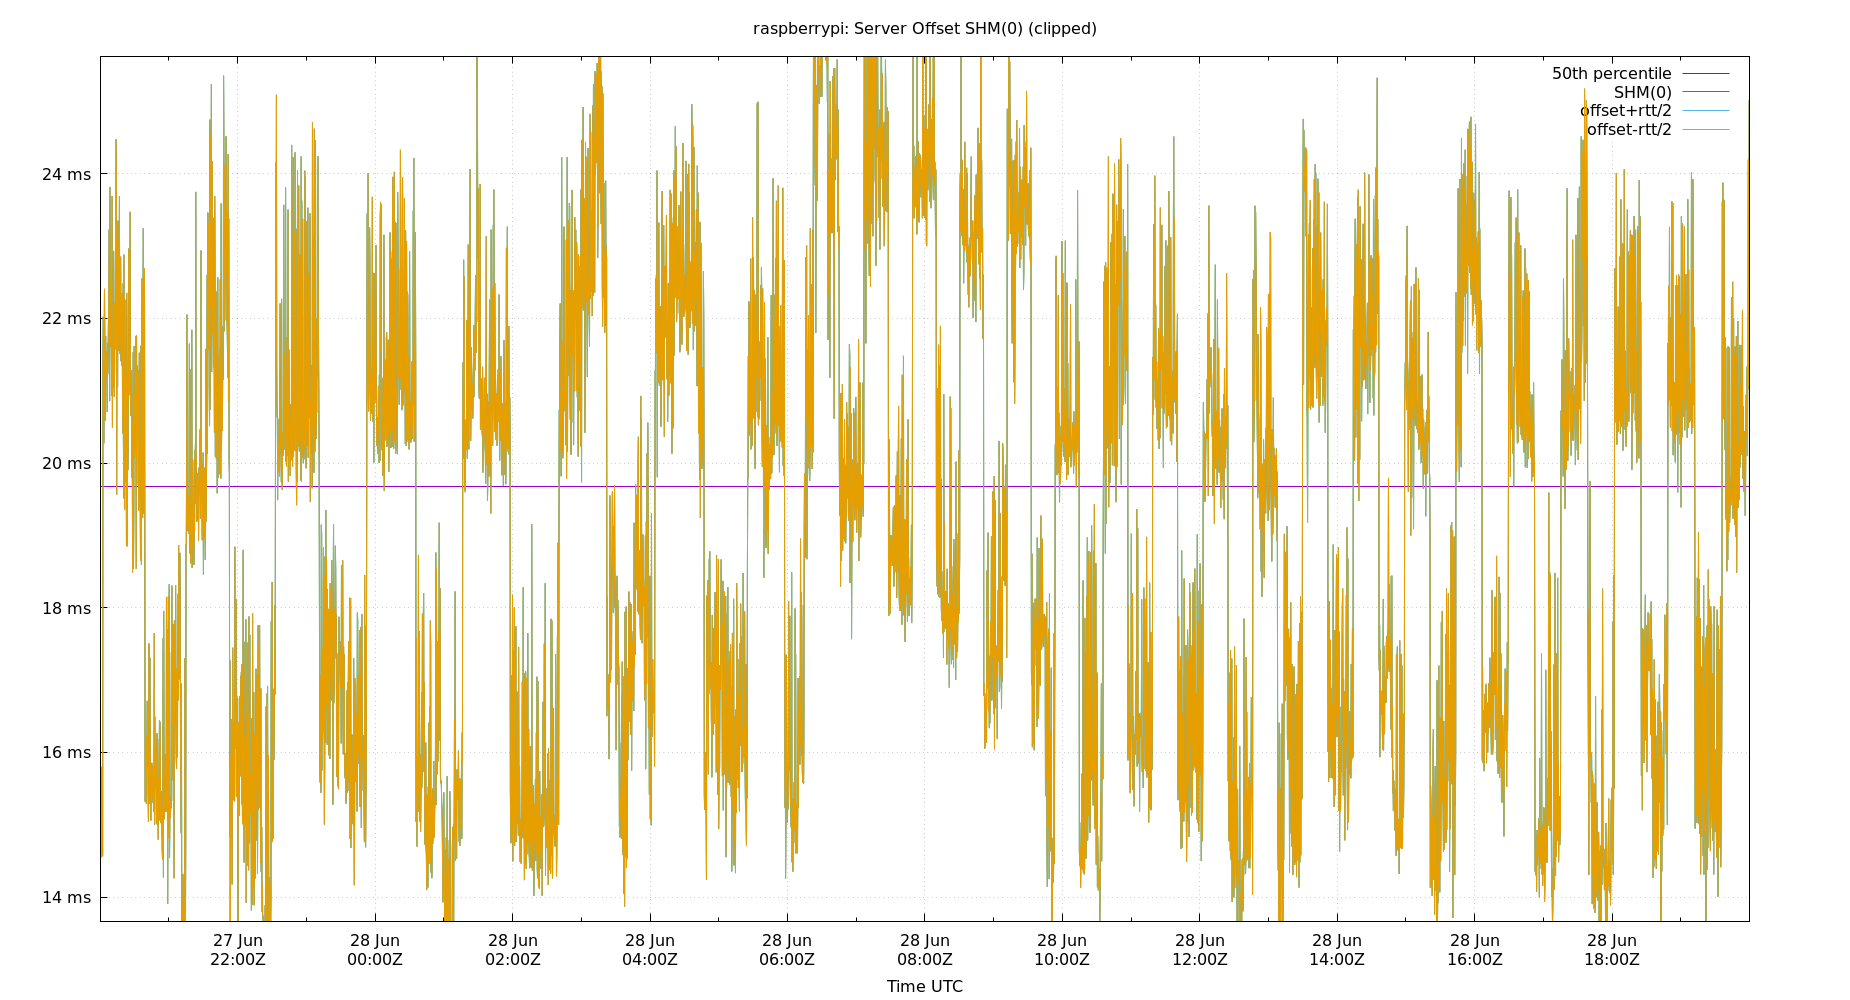 raspberrypi: Server Offset SHM(0) (clipped)
50th percentile
SHM(0)
offset+rtt/2
offset-rtt/2
24 ms
22 ms
20 ms
18 ms
16 ms
14 ms
27 Jun 28 Jun 28 Jun 28 Jun 28 Jun 28 Jun 28 Jun 28 Jun 28 Jun 28 Jun 28 Jun
22:00Z 00:00Z 02:00Z 04:00Z 06:00Z 08:00Z 10:00Z 12:00Z 14:00Z 16:00Z 18:00Z
Time UTC